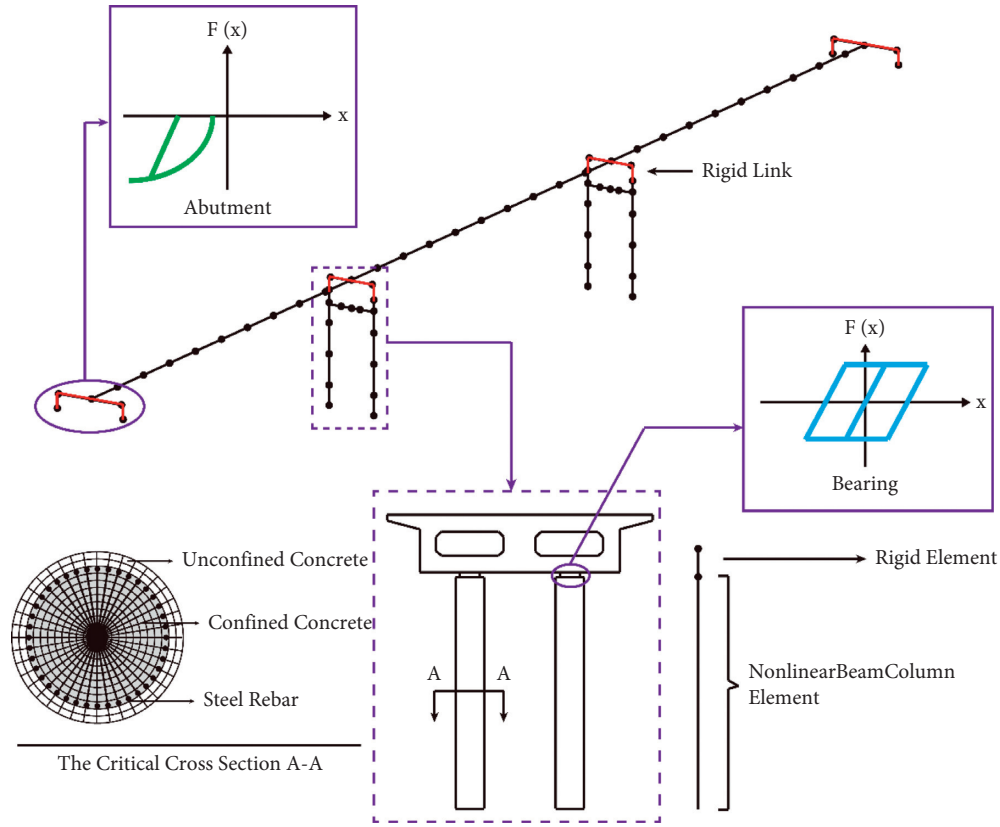 F (x)
x
Abutment
Rigid Link
F (x)
x
Bearing
Unconfined Concrete
Confined Concrete
Steel Rebar
The Critical Cross Section A-A
A
A
Rigid Element
NonlinearBeamColumn
Element